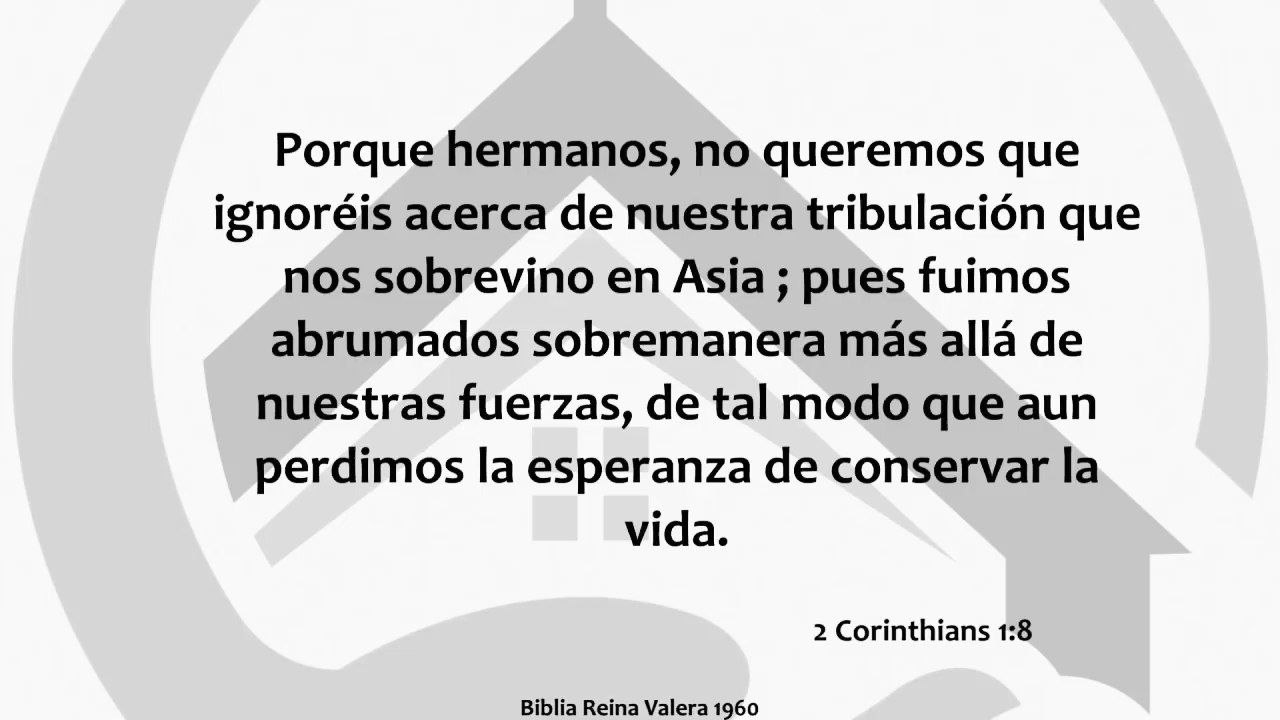 Porque hermanos, no queremos que
ignoréis acerca de nuestra tribulación que
nos sobrevino en Asia ; pues fuimos
abrumados sobremanera más allá de
nuestras fuerzas, de tal modo que aun
perdimos la esperanza de conservar la
vida.
2 Corinthians 1:8
Biblia Reina Valera 1960